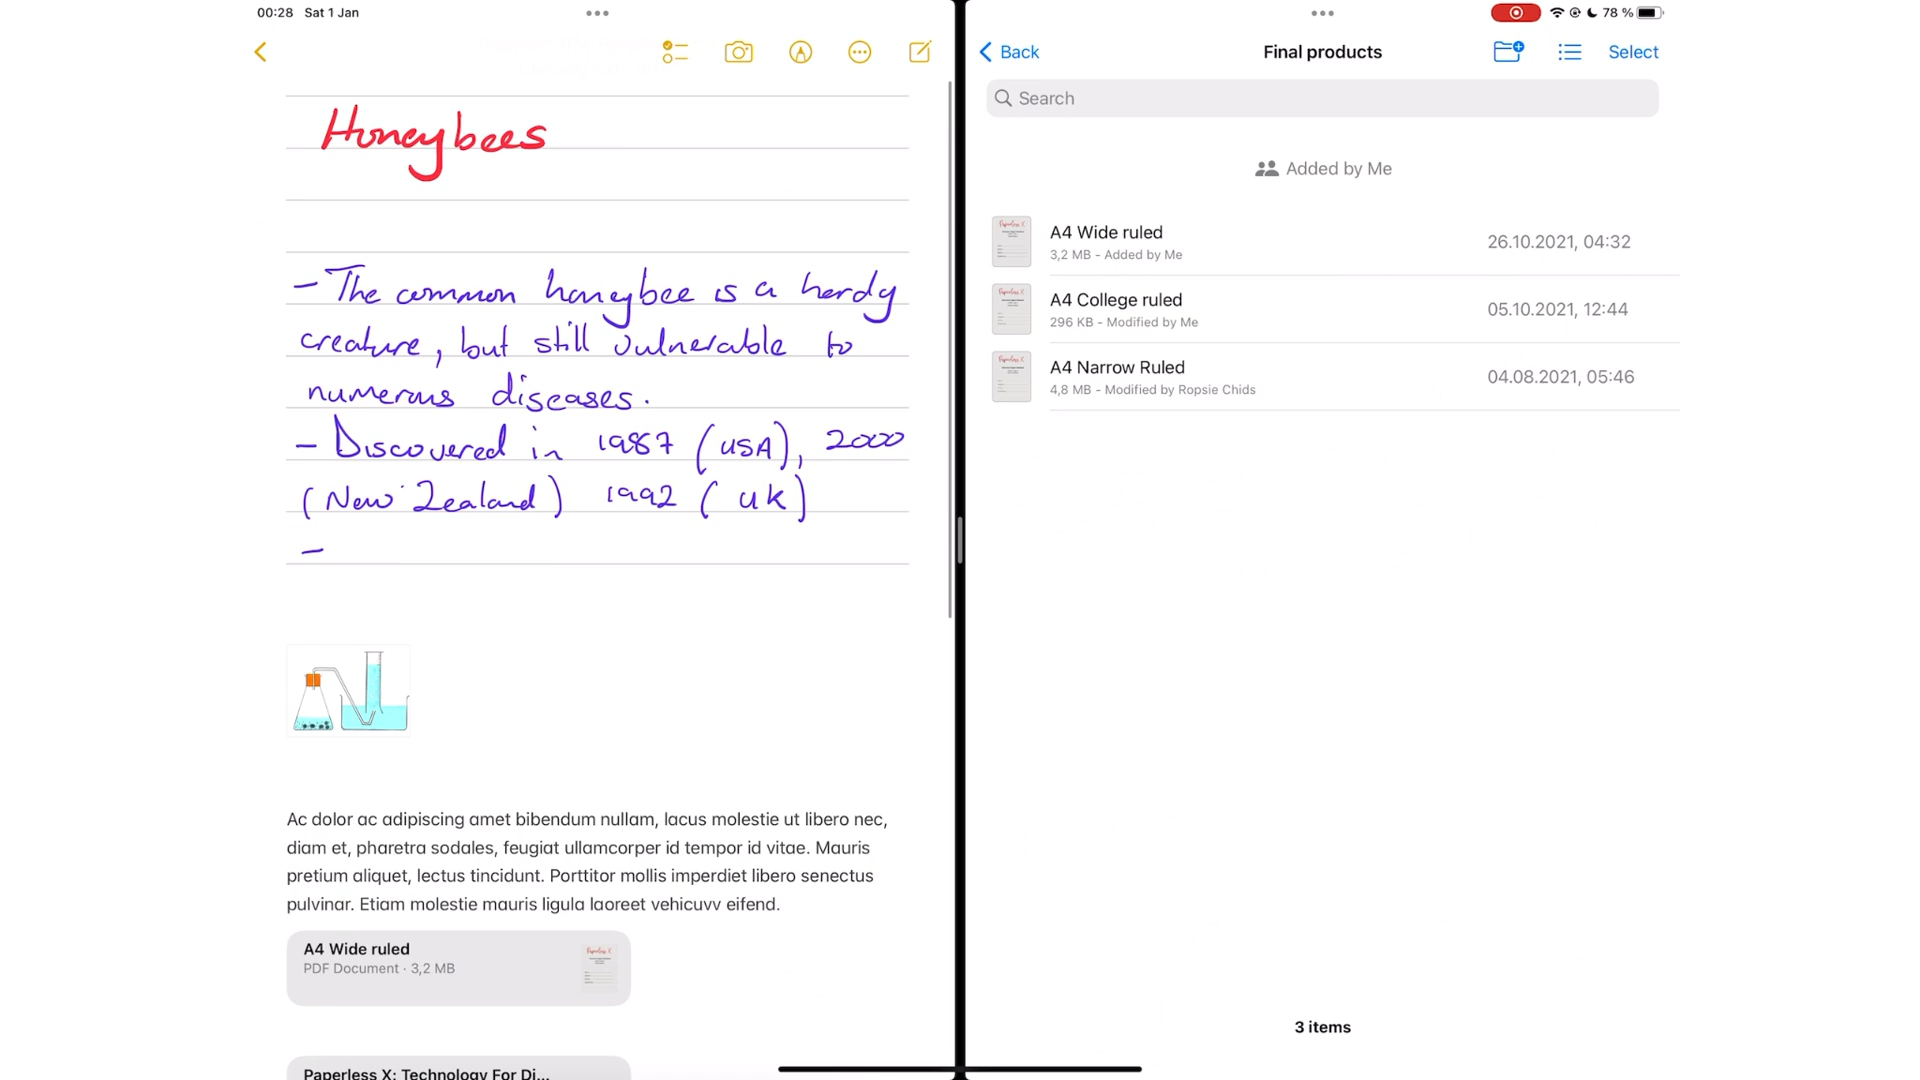 00:28 Sat 1 Jan
Honeybees
- The common honeybee is a hardy
creature, but still vulnerable to
numerous diseases.
- Discovered in 1987 (USA), 2000
(New Zealand) 1992 (UK)
-
Ac dolor ac adipiscing amet bibendum nullam, lacus molestie ut libero nec,
diam et, pharetra sodales, feugiat ullamcorper id tempor id vitae. Mauris
pretium aliquet, lectus tincidunt. Porttitor mollis imperdiet libero senectus
pulvinar. Etiam molestie mauris ligula laoreet vehicuvv eifend.
A4 Wide ruled
PDF Document · 3,2 MB
Paperless X
Paperless X: Technology For Di...
78 %
Back
Final products
Select
Search
Added by Me
Paperless X
A4 Wide ruled
3,2 MB - Added by Me
26.10.2021, 04:32
Paperless X
A4 College ruled
296 KB - Modified by Me
05.10.2021, 12:44
Paperless X
A4 Narrow Ruled
4,8 MB - Modified by Ropsie Chids
04.08.2021, 05:46
3 items